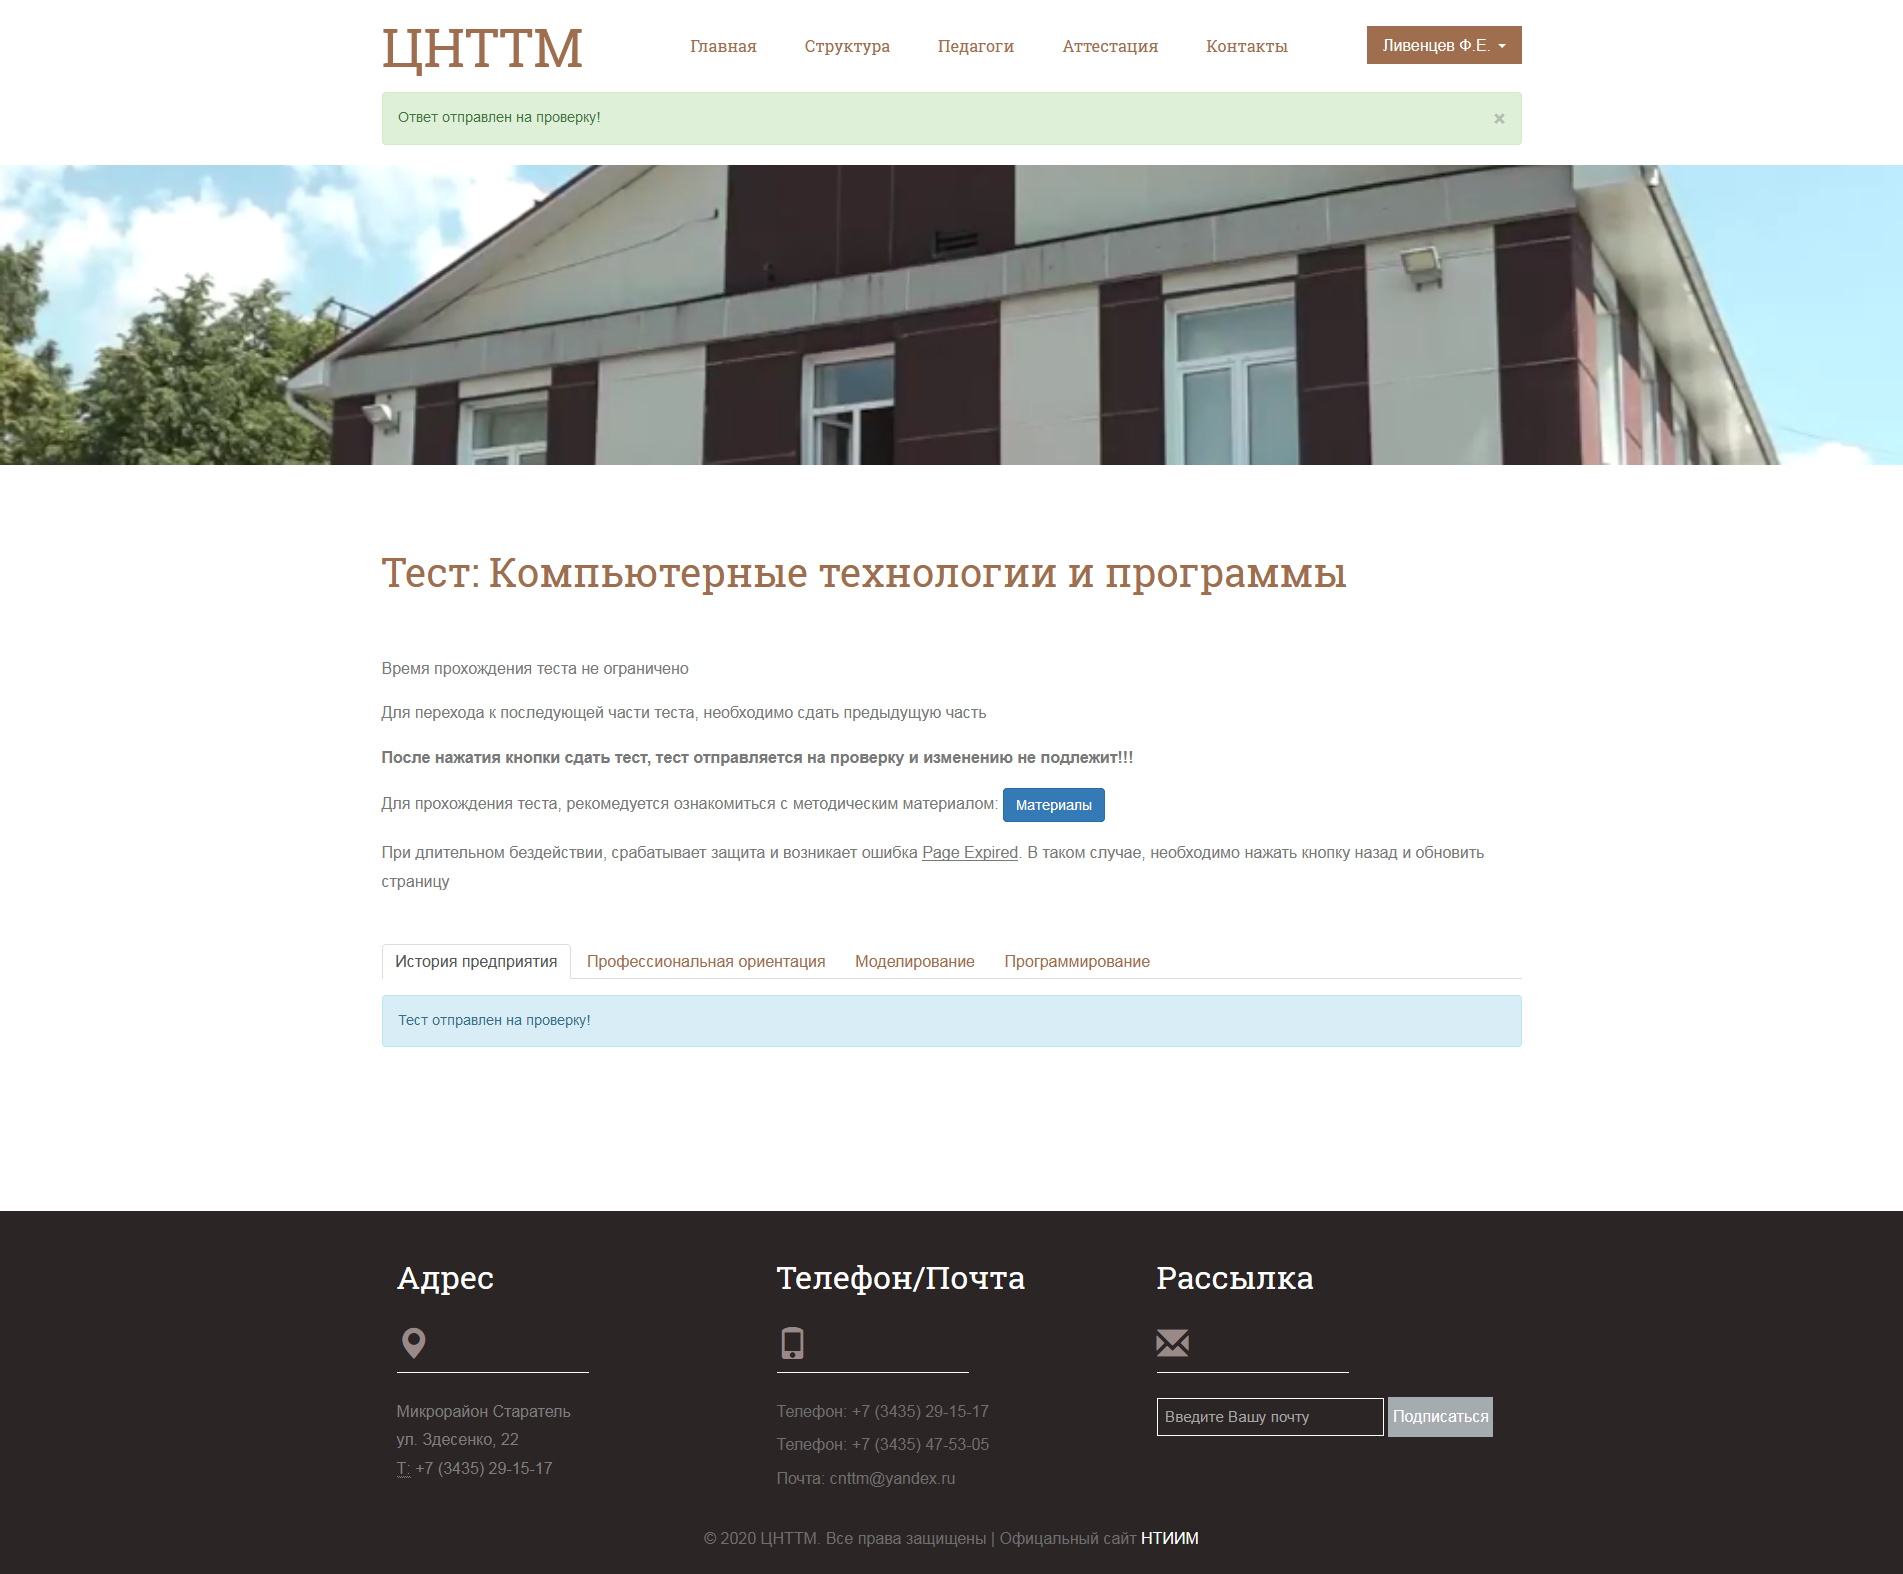 ЦНТТМ
Главная Структура Педагоги Аттестация Контакты
Ливенцев Ф.Е.
Ответ отправлен на проверку!
×
Тест: Компьютерные технологии и программы
Время прохождения теста не ограничено
Для перехода к последующей части теста, необходимо сдать предыдущую часть
После нажатия кнопки сдать тест, тест отправляется на проверку и изменению не подлежит!!!
Для прохождения теста, рекомедуется ознакомиться с методическим материалом: Материалы
При длительном бездействии, срабатывает защита и возникает ошибка Page Expired. В таком случае, необходимо нажать кнопку назад и обновить
страницу
История предприятия Профессиональная ориентация Моделирование Программирование
Тест отправлен на проверку!
Адрес
Микрорайон Старатель
ул. Здесенко, 22
Т: +7 (3435) 29-15-17
Телефон/Почта
Телефон: +7 (3435) 29-15-17
Телефон: +7 (3435) 47-53-05
Почта: cnttm@yandex.ru
Рассылка
Введите Вашу почту Подписаться
© 2020 ЦНТТМ. Все права защищены | Офицальный сайт НТИИМ